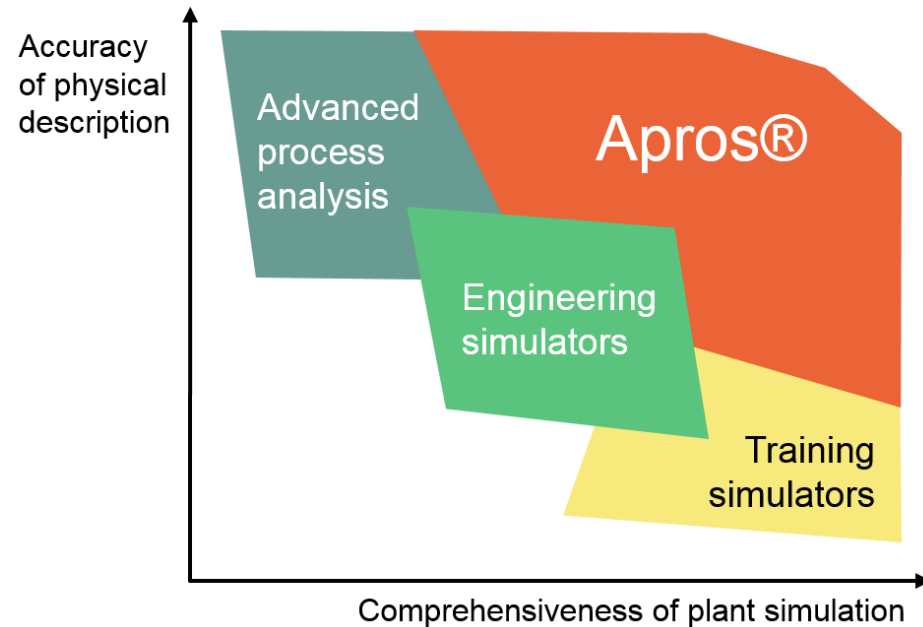 Accuracy
of physical
description
Advanced
process
analysis
Apros®
Engineering
simulators
Training
simulators
Comprehensiveness of plant simulation